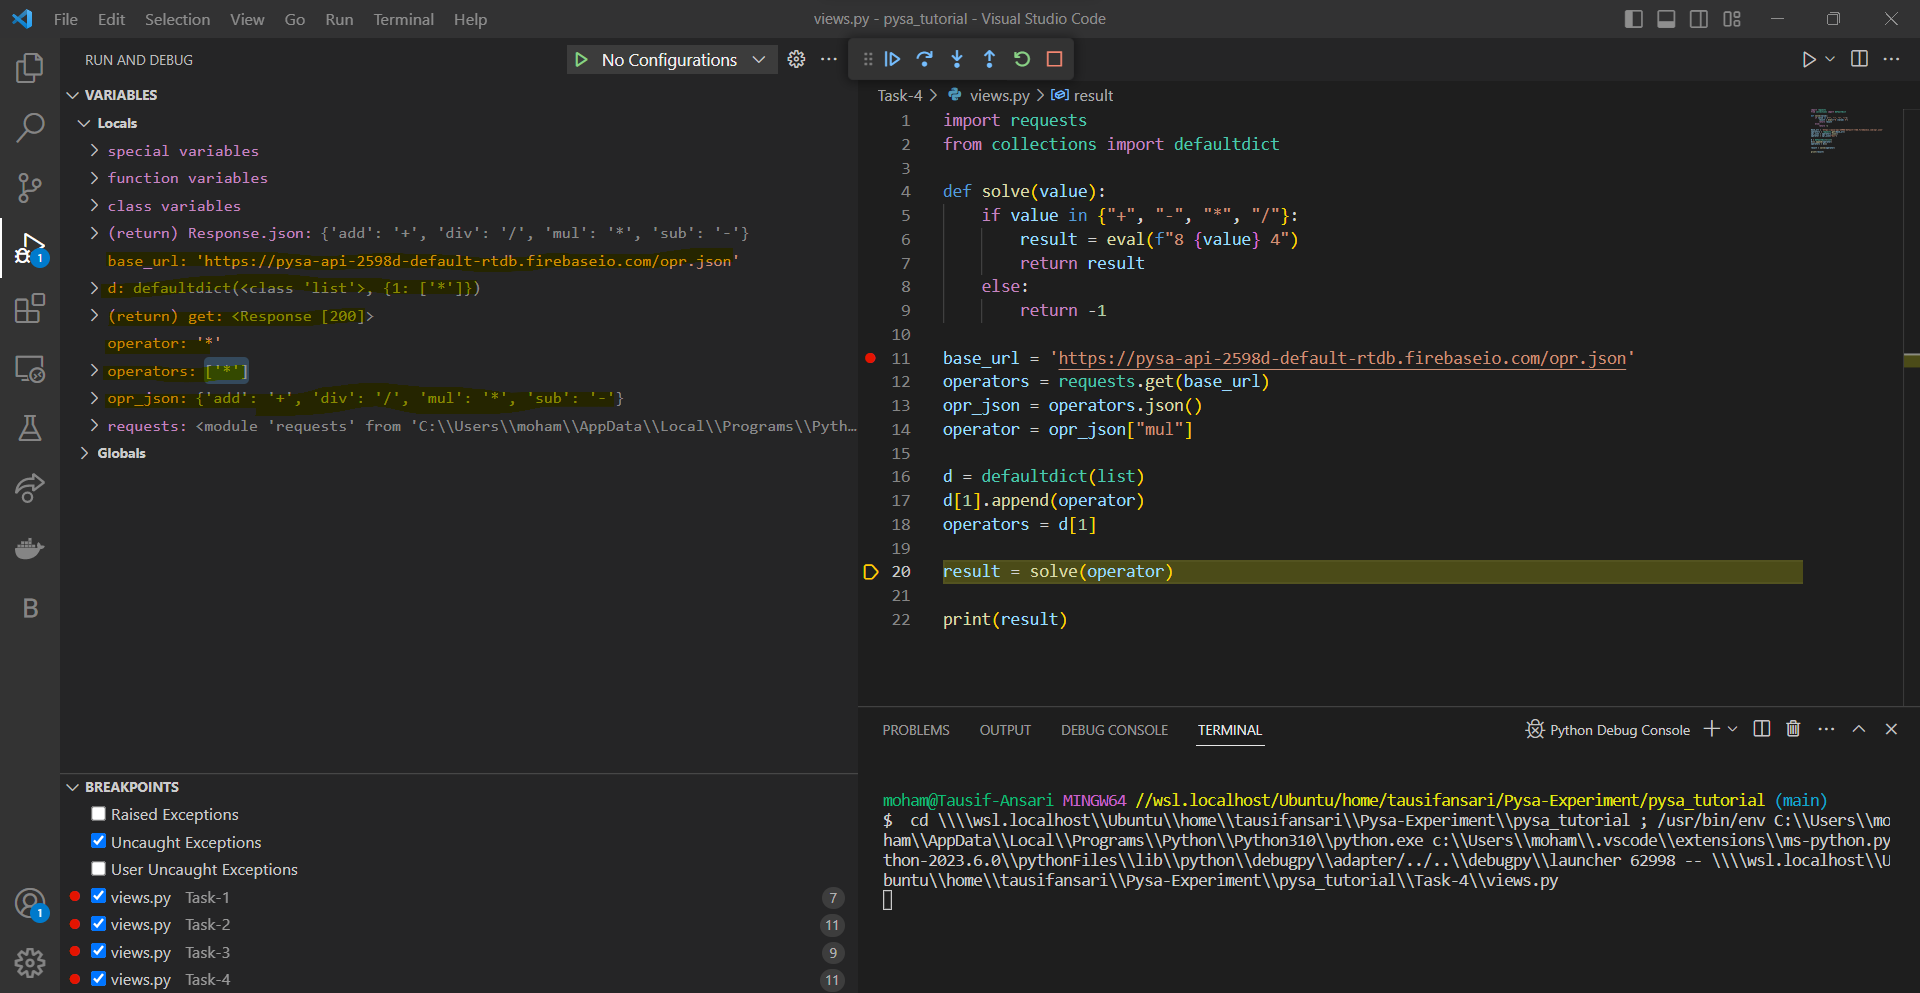 File Edit Selection View Go Run Terminal Help
views.py - pysa_tutorial - Visual Studio Code
RUN AND DEBUG
No Configurations
VARIABLES
Locals
special variables
function variables
class variables
(return) Response.json: {'add': '+', 'div': '/', 'mul': '*', 'sub': '-'}
base_url: 'https://pysa-api-2598d-default-rtdb.firebaseio.com/opr.json'
d: defaultdict(<class 'list'>, {1: ['*']})
(return) get: <Response [200]>
operator: '*'
operators: ['*']
opr_json: {'add': '+', 'div': '/', 'mul': '*', 'sub': '-'}
requests: <module 'requests' from 'C:\\Users\\moham\\AppData\\Local\\Programs\\Pyth…
Globals
BREAKPOINTS
Raised Exceptions
Uncaught Exceptions
User Uncaught Exceptions
views.py Task-1 7
views.py Task-2 11
views.py Task-3 9
views.py Task-4 11
1
B
1
Task-4 > views.py > result
1 import requests
2 from collections import defaultdict
3
4 def solve(value):
5 if value in {"+", "-", "*", "/"}:
6 result = eval(f"8 {value} 4")
7 return result
8 else:
9 return -1
10
11 base_url = 'https://pysa-api-2598d-default-rtdb.firebaseio.com/opr.json'
12 operators = requests.get(base_url)
13 opr_json = operators.json()
14 operator = opr_json["mul"]
15
16 d = defaultdict(list)
17 d[1].append(operator)
18 operators = d[1]
19
20 result = solve(operator)
21
22 print(result)
PROBLEMS OUTPUT DEBUG CONSOLE TERMINAL
Python Debug Console
moham@Tausif-Ansari MINGW64 //wsl.localhost/Ubuntu/home/tausifansari/Pysa-Experiment/pysa_tutorial (main)
$ cd \\\\wsl.localhost\\Ubuntu\\home\\tausifansari\\Pysa-Experiment\\pysa_tutorial ; /usr/bin/env C:\\Users\\mo
ham\\AppData\\Local\\Programs\\Python\\Python310\\python.exe c:\\Users\\moham\\.vscode\\extensions\\ms-python.py
thon-2023.6.0\\pythonFiles\\lib\\python\\debugpy\\adapter/../..\\debugpy\\launcher 62998 -- \\\\wsl.localhost\\U
buntu\\home\\tausifansari\\Pysa-Experiment\\pysa_tutorial\\Task-4\\views.py